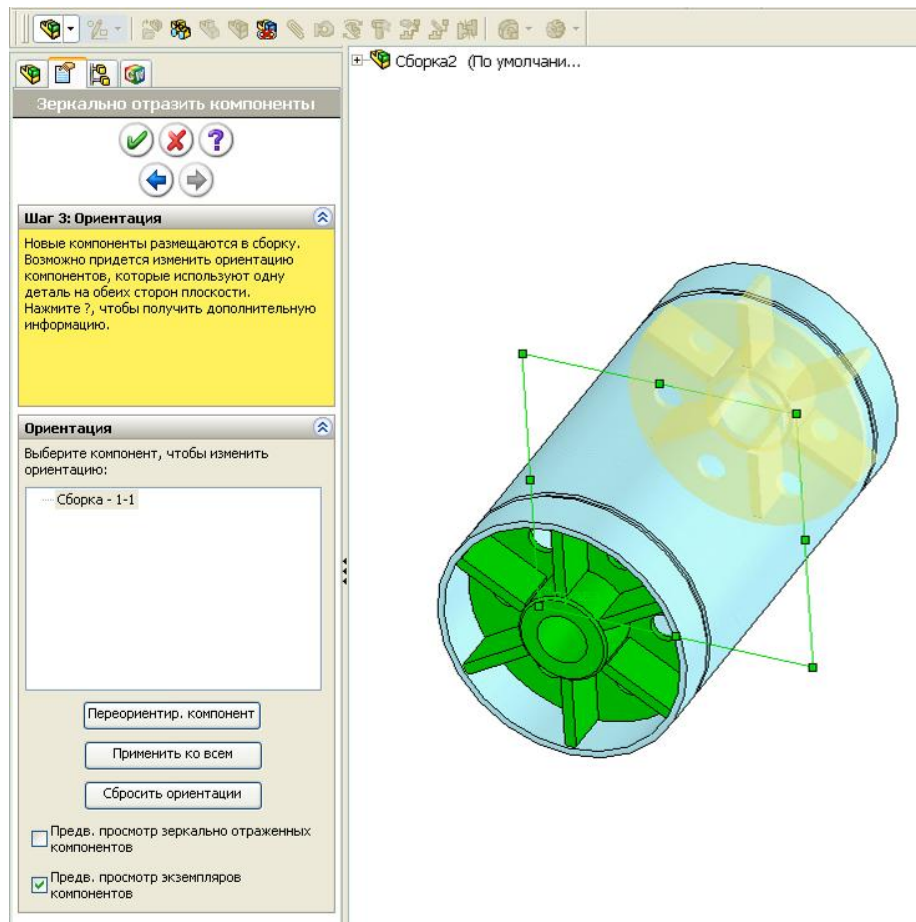 Сборка2 (По умолчани...
Зеркально отразить компоненты
?
Шаг 3: Ориентация
Новые компоненты размещаются в сборку.
Возможно придется изменить ориентацию
компонентов, которые используют одну
деталь на обеих сторон плоскости.
Нажмите ?, чтобы получить дополнительную
информацию.
Ориентация
Выберите компонент, чтобы изменить
ориентацию:
Сборка - 1-1
Переориентир. компонент
Применить ко всем
Сбросить ориентации
Предв. просмотр зеркально отраженных
компонентов
Предв. просмотр экземпляров
компонентов